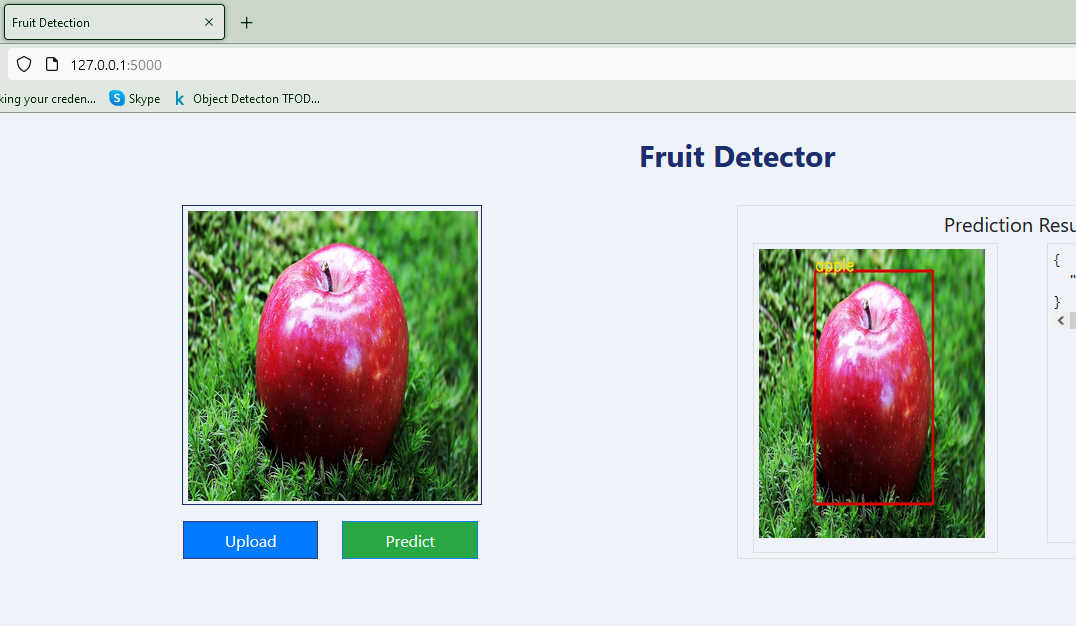 Fruit Detection
127.0.0.1:5000
king your creden... Skype Object Detecton TFOD...
Fruit Detector
Prediction Resu
apple
{
"
}
Upload Predict